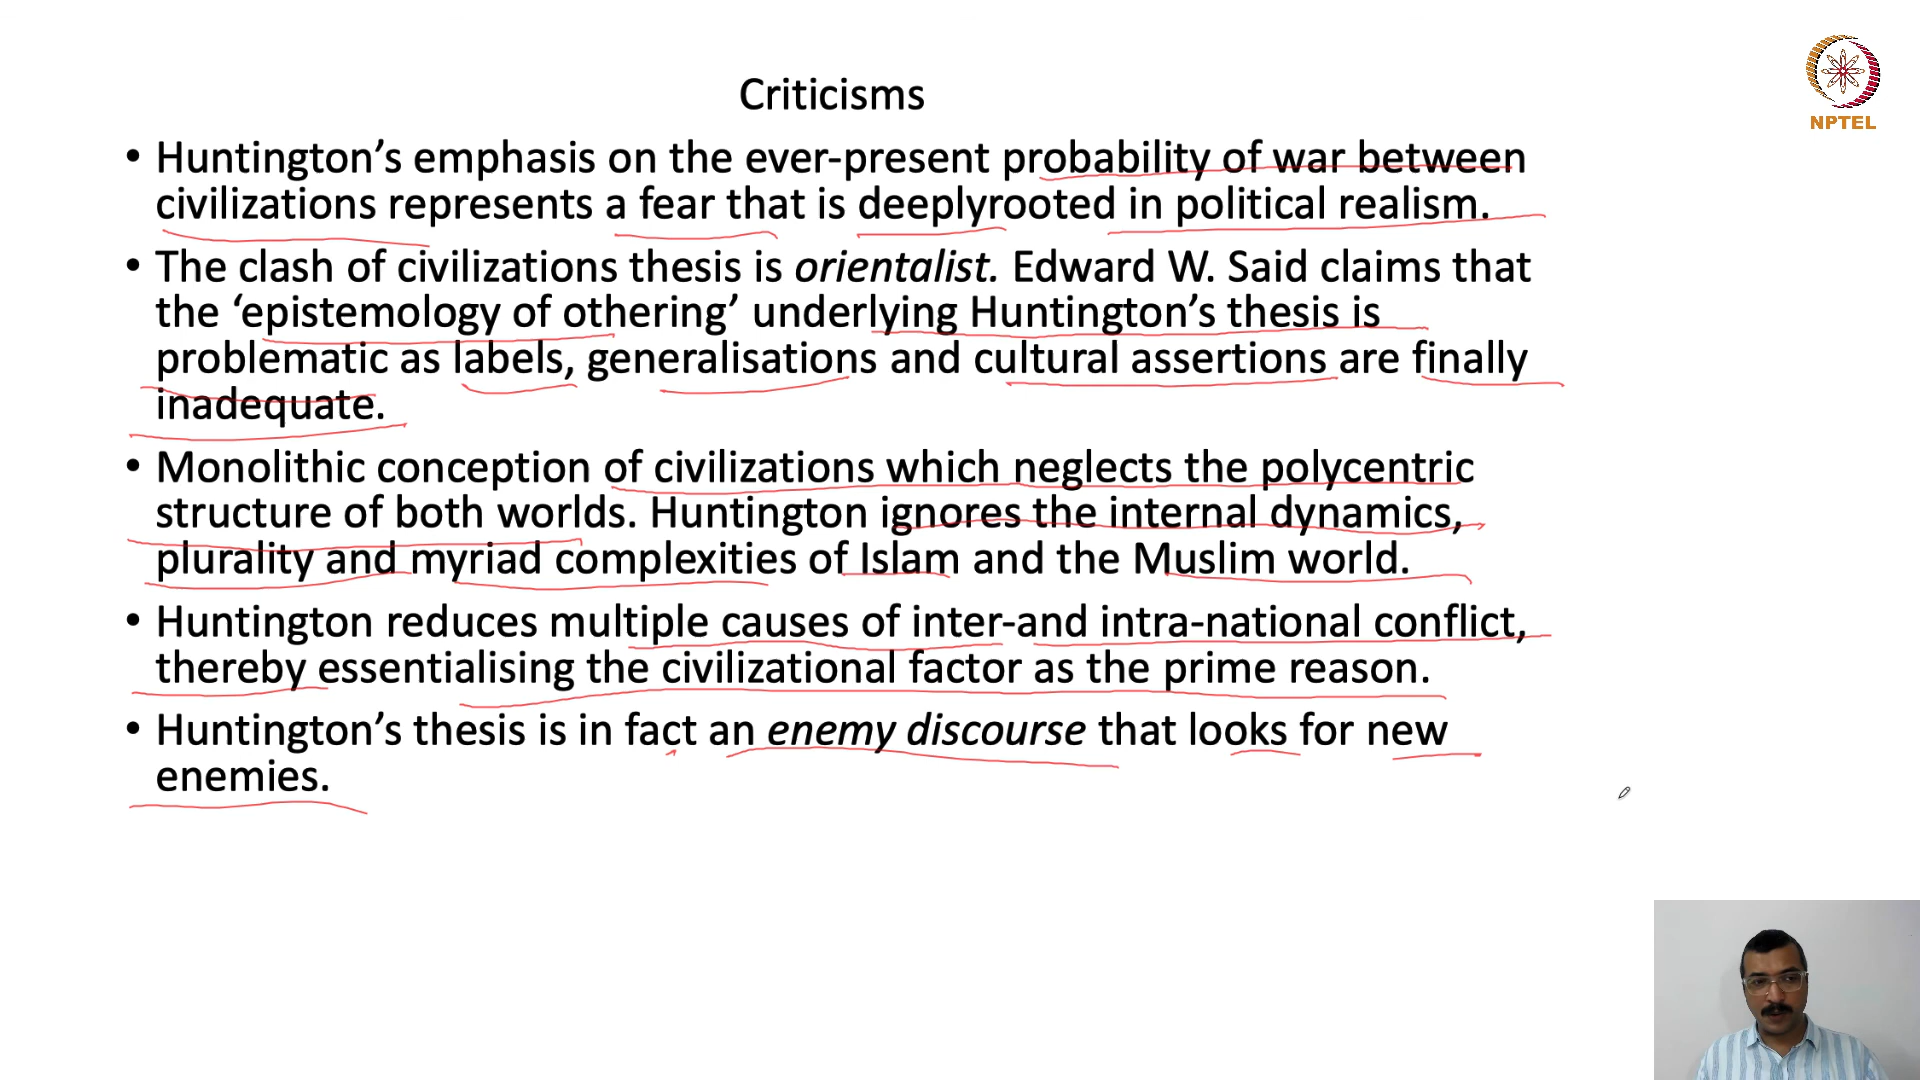 Criticisms
NPTEL
• Huntington’s emphasis on the ever-present probability of war between
civilizations represents a fear that is deeplyrooted in political realism.
• The clash of civilizations thesis is orientalist. Edward W. Said claims that
the ‘epistemology of othering’ underlying Huntington’s thesis is
problematic as labels, generalisations and cultural assertions are finally
inadequate.
• Monolithic conception of civilizations which neglects the polycentric
structure of both worlds. Huntington ignores the internal dynamics,
plurality and myriad complexities of Islam and the Muslim world.
• Huntington reduces multiple causes of inter-and intra-national conflict,
thereby essentialising the civilizational factor as the prime reason.
• Huntington’s thesis is in fact an enemy discourse that looks for new
enemies.